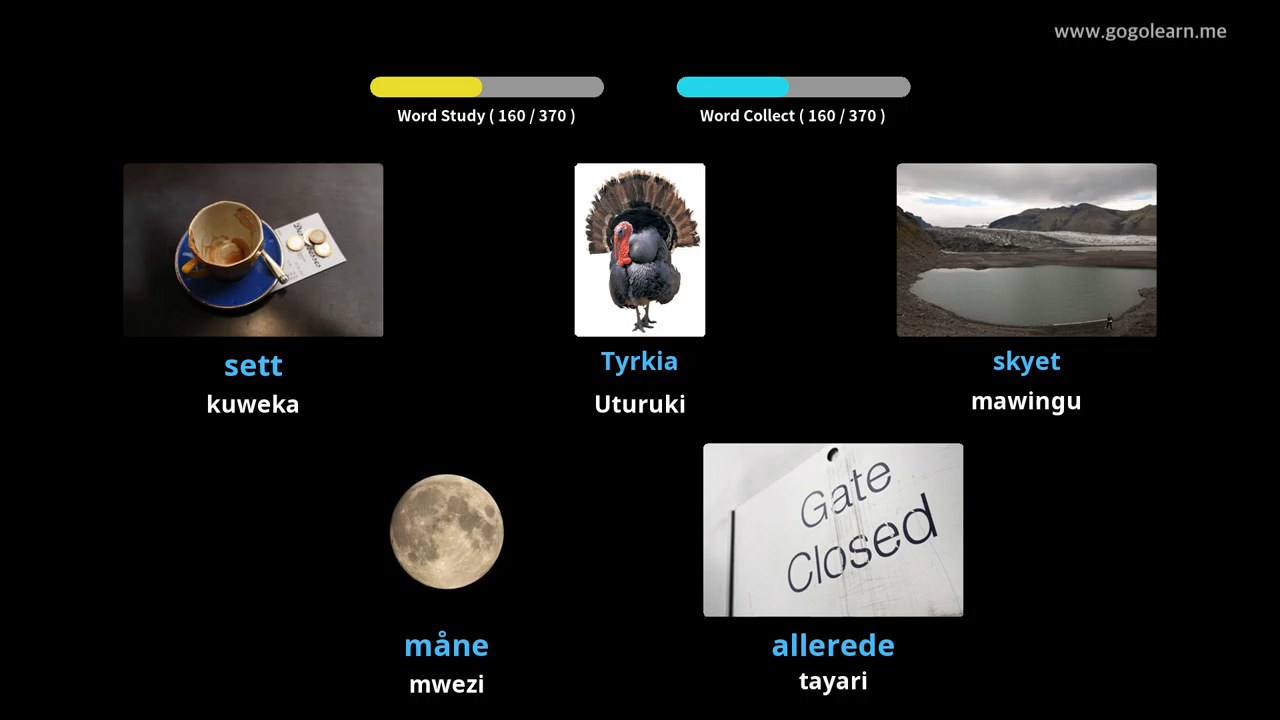 www.gogolearn.me
Word Study ( 160 / 370 )
Word Collect ( 160 / 370 )
sett
kuweka
Tyrkia
Uturuki
skyet
mawingu
Gate
Closed
måne
mwezi
allerede
tayari